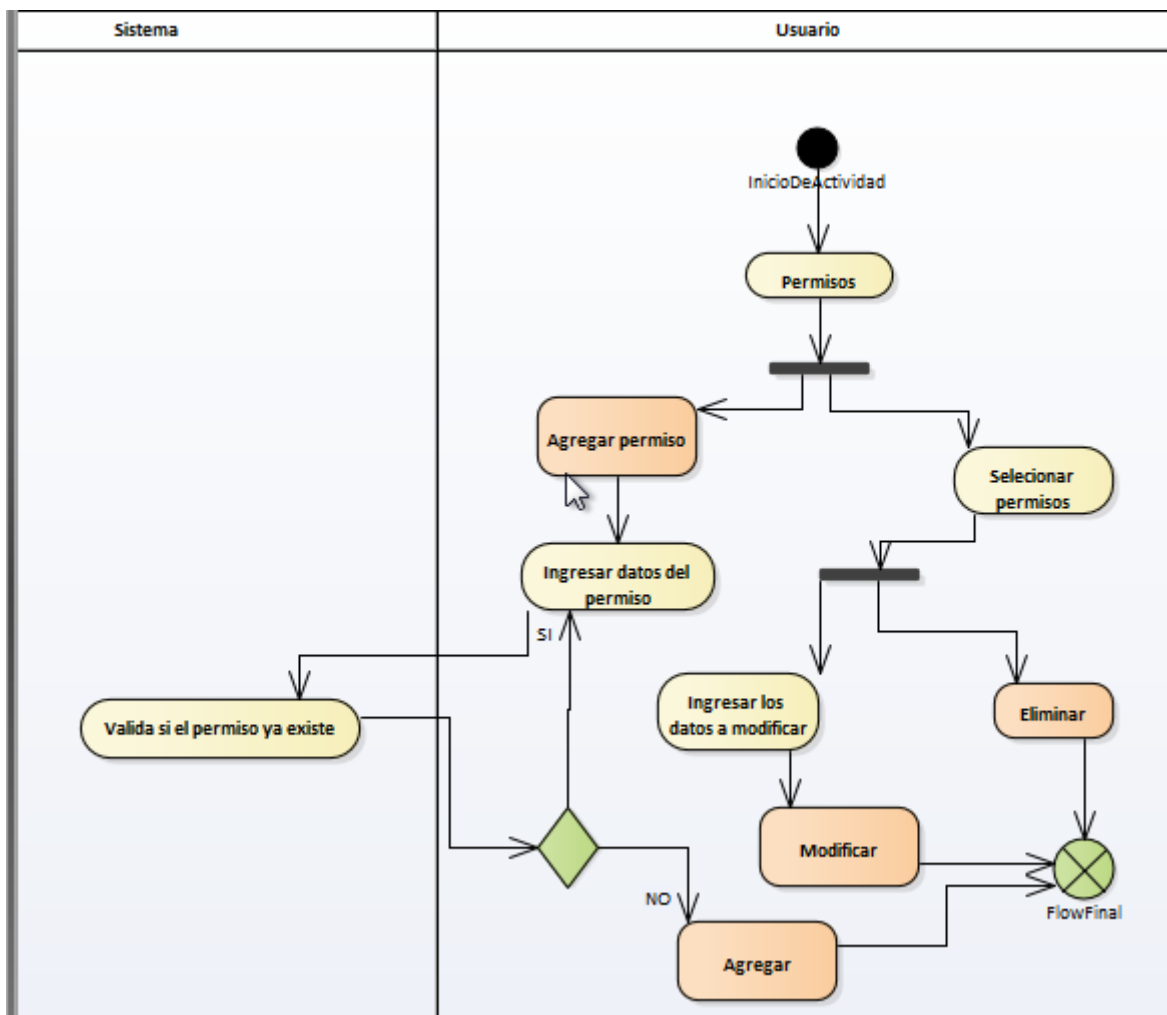 Sistema
Usuario
InicioDeActividad
Permisos
Agregar permiso
Selecionar
permisos
Ingresar datos del
permiso
SI
Ingresar los
datos a modificar
Eliminar
Valida si el permiso ya existe
Modificar
NO
FlowFinal
Agregar